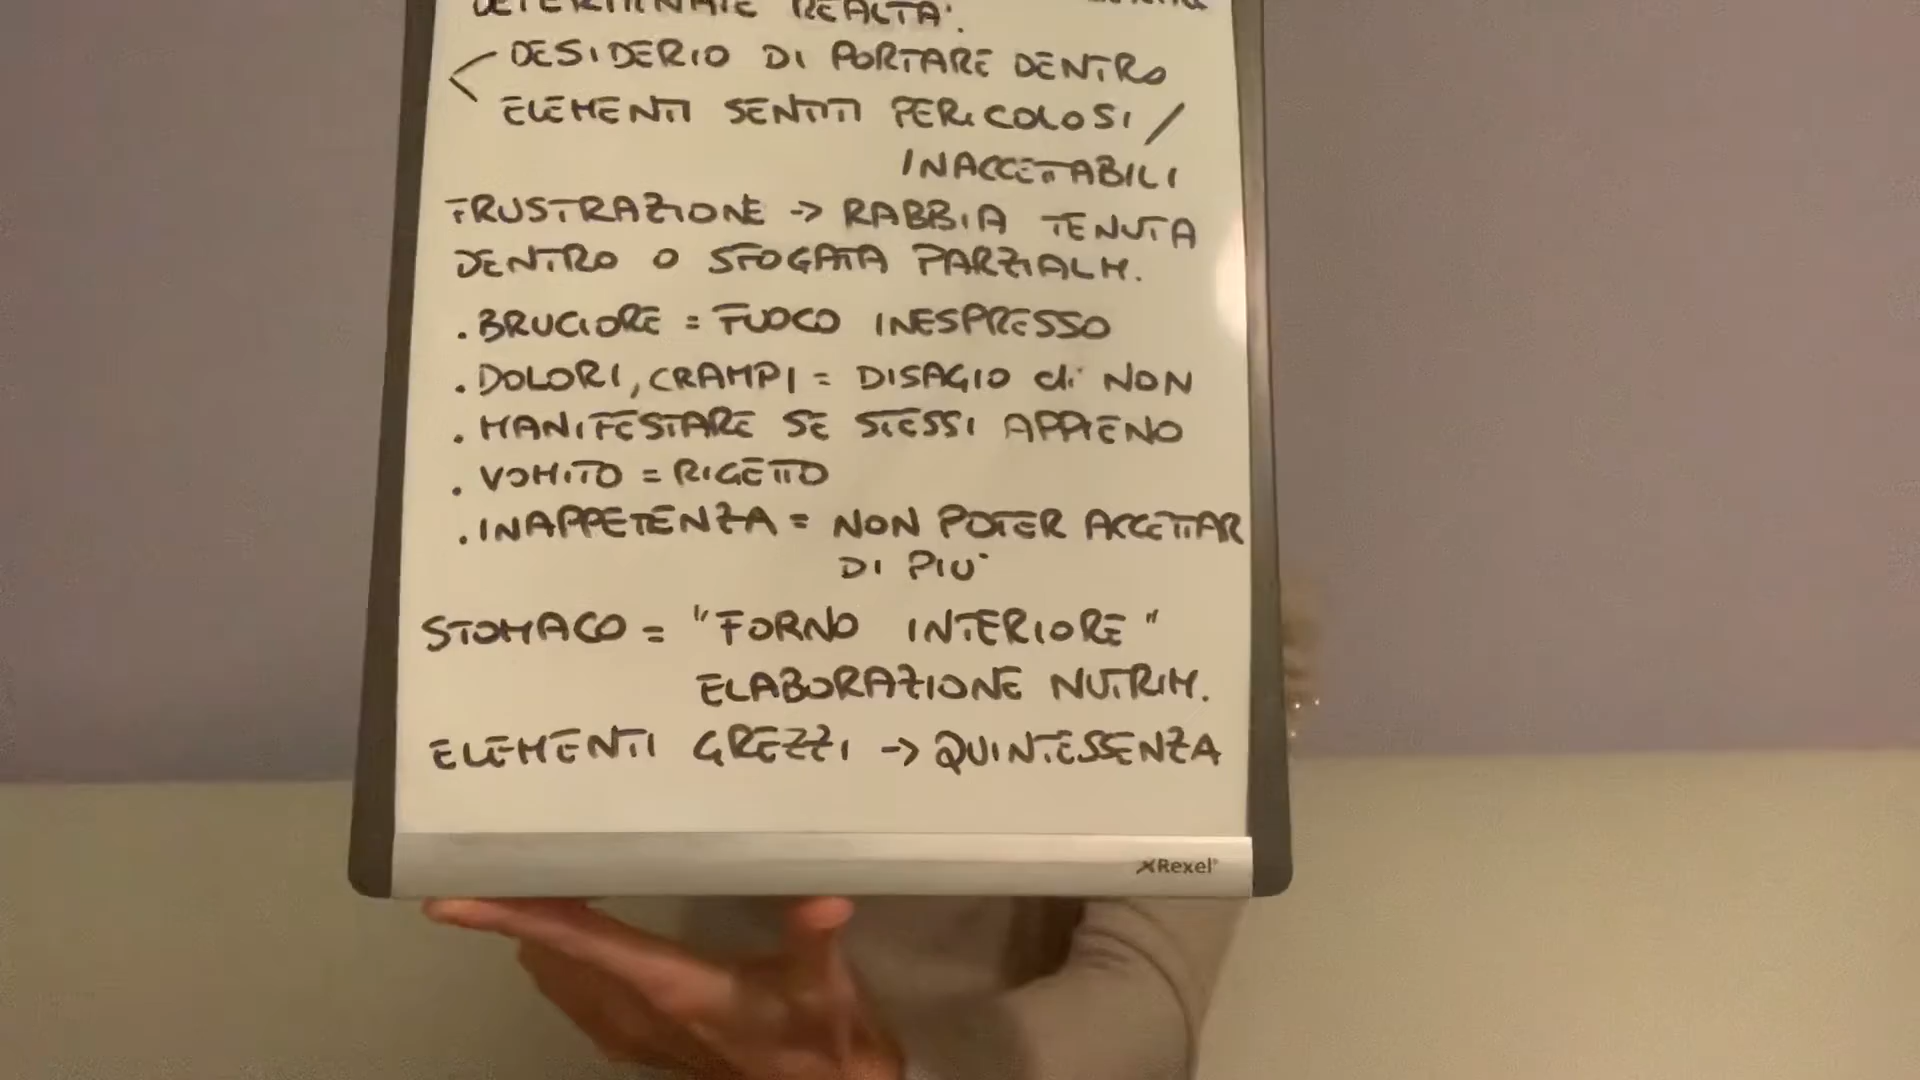 DETERMINATE REALTA'.
DESIDERIO DI PORTARE DENTRO
ELEMENTI SENTITI PERICOLOSI /
INACCETTABILI
FRUSTRAZIONE -> RABBIA TENUTA
DENTRO O SFOGATA PARZIALM.
. BRUCIORE = FUOCO INESPRESSO
. DOLORI, CRAMPI = DISAGIO di NON
. MANIFESTARE SE STESSI APPIENO
. VOMITO = RIGETTO
. INAPPETENZA = NON POTER ACCETTAR
DI PIU'
STOMACO = "FORNO INTERIORE"
ELABORAZIONE NUTRIM.
ELEMENTI GREZZI -> QUINTESSENZA
Rexel